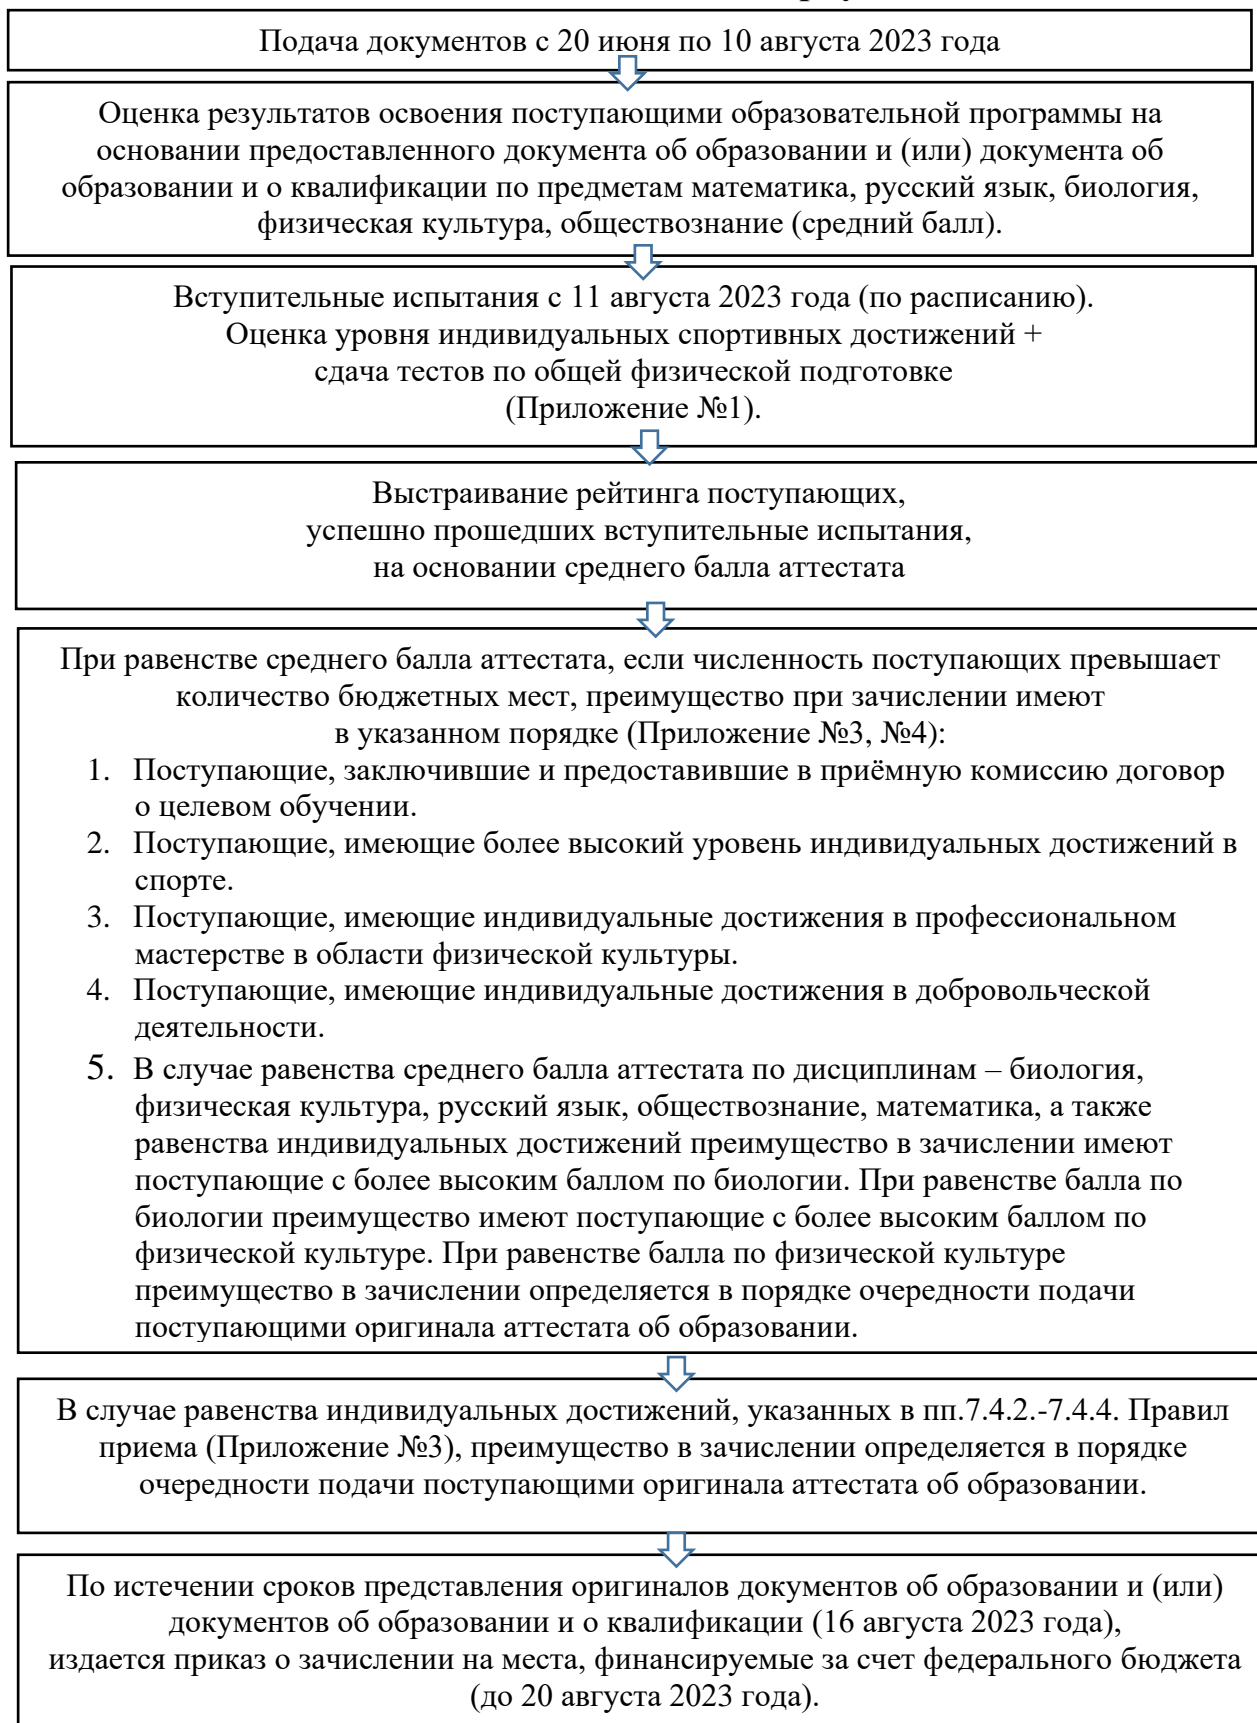 Подача документов с 20 июня по 10 августа 2023 года
Оценка результатов освоения поступающими образовательной программы на
основании предоставленного документа об образовании и (или) документа об
образовании и о квалификации по предметам математика, русский язык, биология,
физическая культура, обществознание (средний балл).
Вступительные испытания с 11 августа 2023 года (по расписанию).
Оценка уровня индивидуальных спортивных достижений +
сдача тестов по общей физической подготовке
(Приложение №1).
Выстраивание рейтинга поступающих,
успешно прошедших вступительные испытания,
на основании среднего балла аттестата
При равенстве среднего балла аттестата, если численность поступающих превышает
количество бюджетных мест, преимущество при зачислении имеют
в указанном порядке (Приложение №3, №4):
1. Поступающие, заключившие и предоставившие в приёмную комиссию договор
о целевом обучении.
2. Поступающие, имеющие более высокий уровень индивидуальных достижений в
спорте.
3. Поступающие, имеющие индивидуальные достижения в профессиональном
мастерстве в области физической культуры.
4. Поступающие, имеющие индивидуальные достижения в добровольческой
деятельности.
5. В случае равенства среднего балла аттестата по дисциплинам – биология,
физическая культура, русский язык, обществознание, математика, а также
равенства индивидуальных достижений преимущество в зачислении имеют
поступающие с более высоким баллом по биологии. При равенстве балла по
биологии преимущество имеют поступающие с более высоким баллом по
физической культуре. При равенстве балла по физической культуре
преимущество в зачислении определяется в порядке очередности подачи
поступающими оригинала аттестата об образовании.
В случае равенства индивидуальных достижений, указанных в пп.7.4.2.-7.4.4. Правил
приема (Приложение №3), преимущество в зачислении определяется в порядке
очередности подачи поступающими оригинала аттестата об образовании.
По истечении сроков представления оригиналов документов об образовании и (или)
документов об образовании и о квалификации (16 августа 2023 года),
издается приказ о зачислении на места, финансируемые за счет федерального бюджета
(до 20 августа 2023 года).